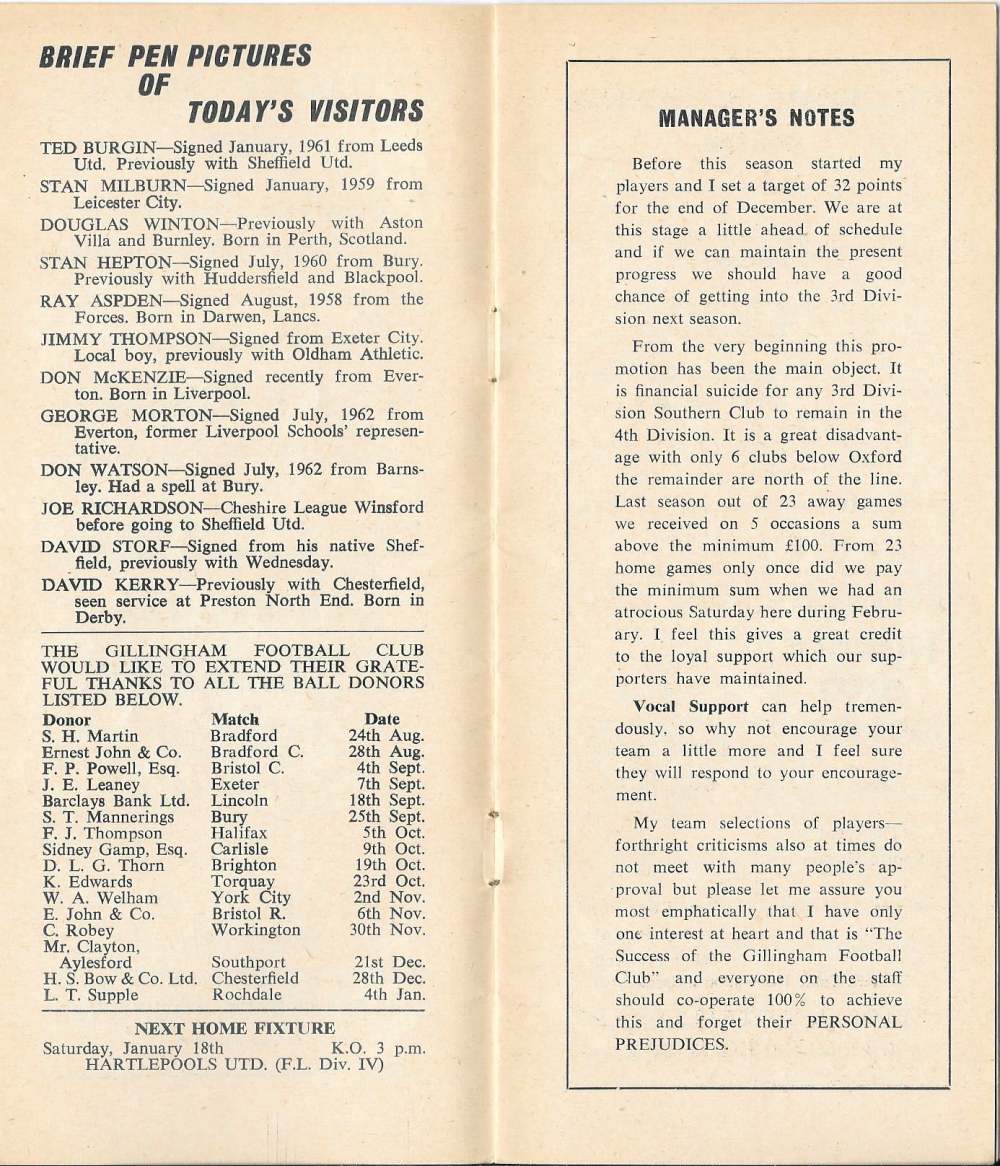 BRIEF PEN PICTURES
OF
TODAY'S VISITORS
TED BURGIN—Signed January, 1961 from Leeds
Utd. Previously with Sheffield Utd.
STAN MILBURN—Signed January, 1959 from
Leicester City.
DOUGLAS WINTON—Previously with Aston
Villa and Burnley. Born in Perth, Scotland.
STAN HEPTON—Signed July, 1960 from Bury.
Previously with Huddersfield and Blackpool.
RAY ASPDEN—Signed August, 1958 from the
Forces. Born in Darwen, Lancs.
JIMMY THOMPSON—Signed from Exeter City.
Local boy, previously with Oldham Athletic.
DON McKENZIE—Signed recently from Ever-
ton. Born in Liverpool.
GEORGE MORTON—Signed July, 1962 from
Everton, former Liverpool Schools' represen-
tative.
DON WATSON—Signed July, 1962 from Barns-
ley. Had a spell at Bury.
JOE RICHARDSON—Cheshire League Winsford
before going to Sheffield Utd.
DAVID STORF—Signed from his native Shef-
field, previously with Wednesday.
DAVID KERRY—Previously with Chesterfield,
seen service at Preston North End. Born in
Derby.
THE GILLINGHAM FOOTBALL CLUB
WOULD LIKE TO EXTEND THEIR GRATE-
FUL THANKS TO ALL THE BALL DONORS
LISTED BELOW.
Donor Match Date
S. H. Martin Bradford 24th Aug.
Ernest John & Co. Bradford C. 28th Aug.
F. P. Powell, Esq. Bristol C. 4th Sept.
J. E. Leaney Exeter 7th Sept.
Barclays Bank Ltd. Lincoln 18th Sept.
S. T. Mannerings Bury 25th Sept.
F. J. Thompson Halifax 5th Oct.
Sidney Gamp, Esq. Carlisle 9th Oct.
D. L. G. Thorn Brighton 19th Oct.
K. Edwards Torquay 23rd Oct.
W. A. Welham York City 2nd Nov.
E. John & Co. Bristol R. 6th Nov.
C. Robey Workington 30th Nov.
Mr. Clayton,
Aylesford Southport 21st Dec.
H. S. Bow & Co. Ltd. Chesterfield 28th Dec.
L. T. Supple Rochdale 4th Jan.
NEXT HOME FIXTURE
Saturday, January 18th K.O. 3 p.m.
HARTLEPOOLS UTD. (F.L. Div. IV)
MANAGER'S NOTES
Before this season started my
players and I set a target of 32 points
for the end of December. We are at
this stage a little ahead of schedule
and if we can maintain the present
progress we should have a good
chance of getting into the 3rd Divi-
sion next season.
From the very beginning this pro-
motion has been the main object. It
is financial suicide for any 3rd Divi-
sion Southern Club to remain in the
4th Division. It is a great disadvant-
age with only 6 clubs below Oxford
the remainder are north of the line.
Last season out of 23 away games
we received on 5 occasions a sum
above the minimum £100. From 23
home games only once did we pay
the minimum sum when we had an
atrocious Saturday here during Febru-
ary. I feel this gives a great credit
to the loyal support which our sup-
porters have maintained.
Vocal Support can help tremen-
dously, so why not encourage your
team a little more and I feel sure
they will respond to your encourage-
ment.
My team selections of players—
forthright criticisms also at times do
not meet with many people's ap-
proval but please let me assure you
most emphatically that I have only
one interest at heart and that is "The
Success of the Gillingham Football
Club" and everyone on the staff
should co-operate 100% to achieve
this and forget their PERSONAL
PREJUDICES.